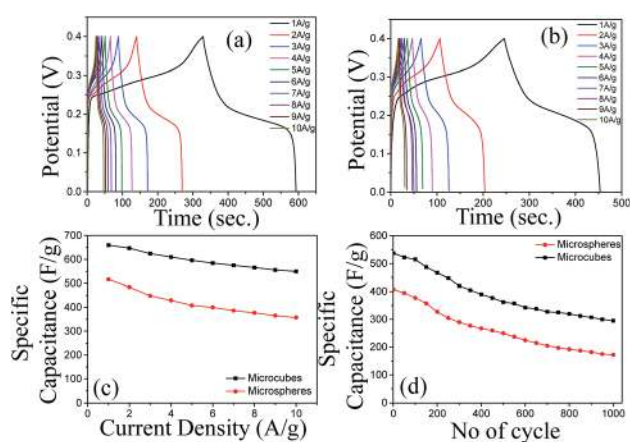 (a)
1A/g
2A/g
3A/g
4A/g
5A/g
6A/g
7A/g
8A/g
9A/g
10A/g
Potential (V)
0.4
0.3
0.2
0.1
0.0
0 100 200 300 400 500 600
Time (sec.)
(b)
1A/g
2A/g
3A/g
4A/g
5A/g
6A/g
7A/g
8A/g
9A/g
10A/g
Potential (V)
0.4
0.3
0.2
0.1
0.0
0 100 200 300 400 500
Time (sec.)
Specific
Capacitance (F/g)
700
600
500
400
300
200
100
0
Microcubes
Microspheres
(c)
0 2 4 6 8 10
Current Density (A/g)
Specific
Capacitance (F/g)
600
500
400
300
200
100
0
Microspheres
Microcubes
(d)
0 200 400 600 800 1000
No of cycle